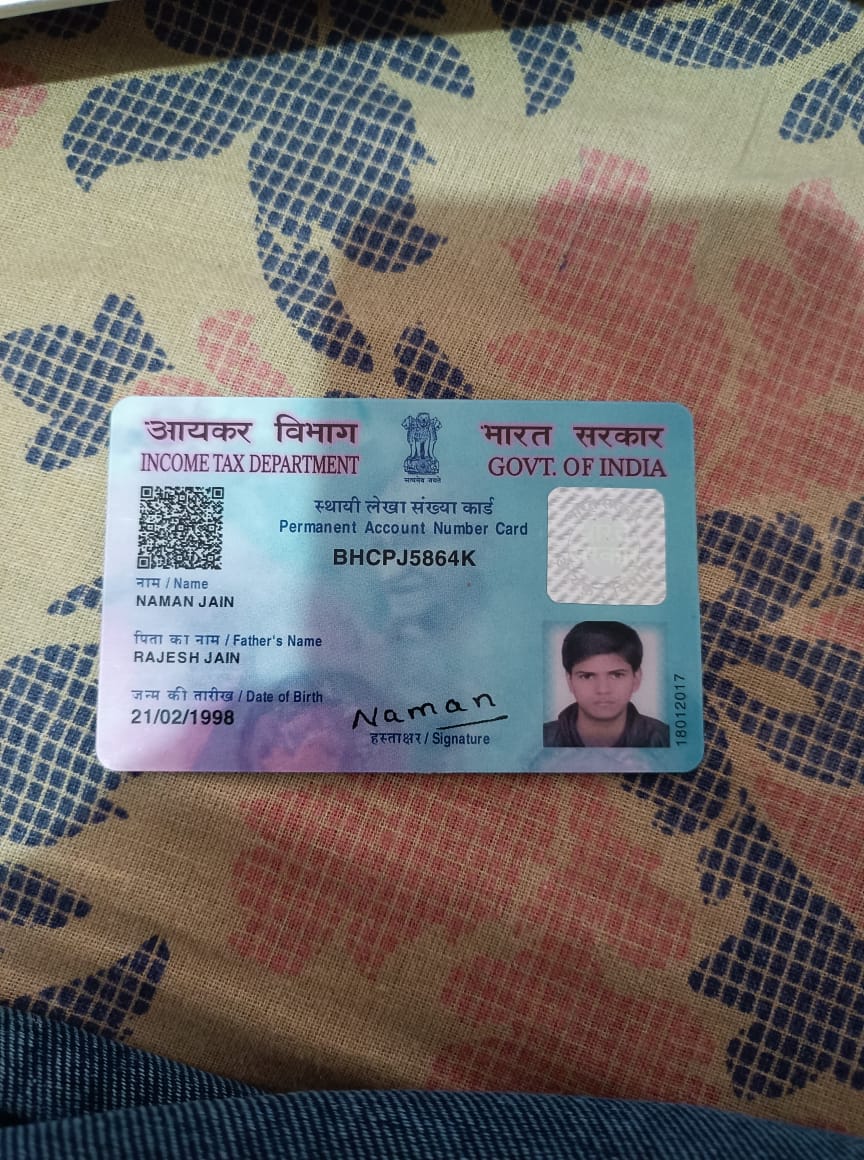 आयकर विभाग
INCOME TAX DEPARTMENT
सत्यमेव जयते
भारत सरकार
GOVT. OF INDIA
स्थायी लेखा संख्या कार्ड
Permanent Account Number Card
BHCPJ5864K
नाम / Name
NAMAN JAIN
पिता का नाम / Father's Name
RAJESH JAIN
जन्म की तारीख / Date of Birth
21/02/1998
Naman
हस्ताक्षर / Signature
18012017